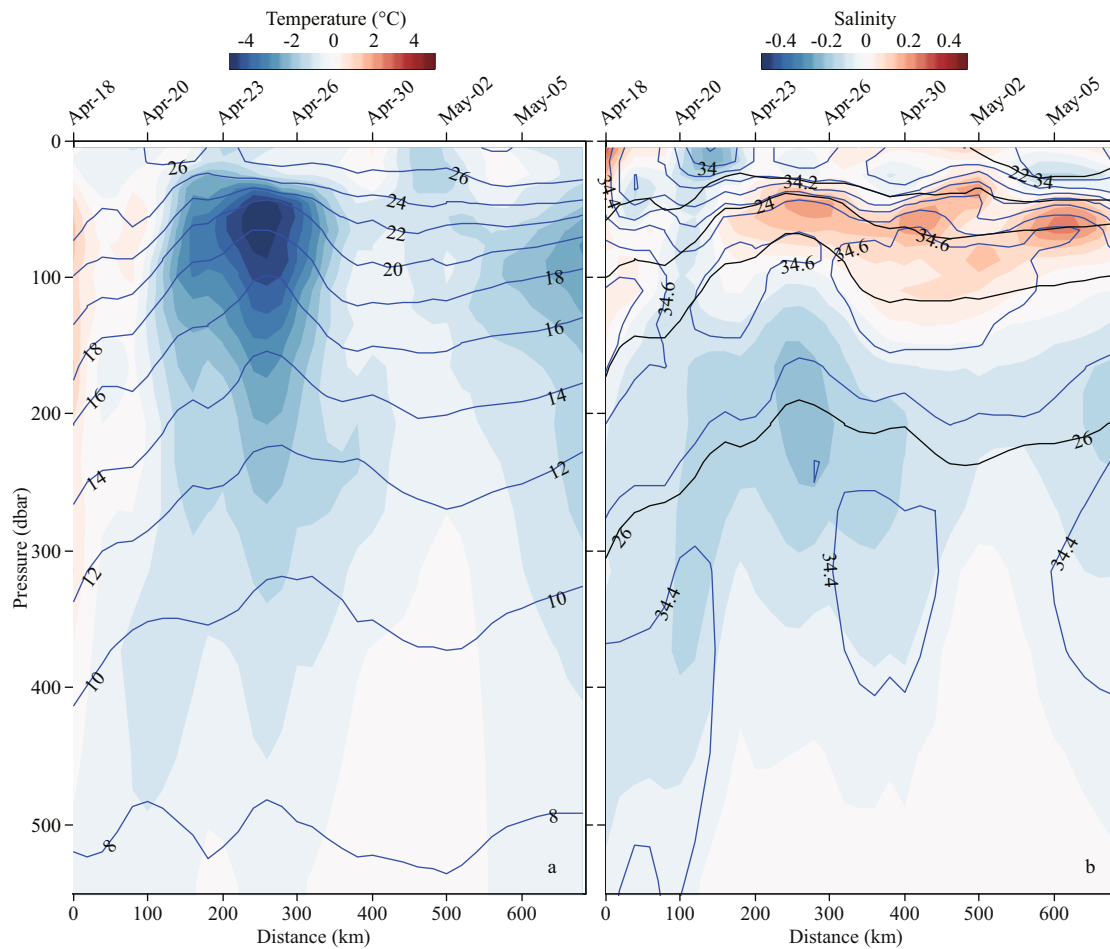 Temperature (°C)
-4 -2 0 2 4
Apr-18 Apr-20 Apr-23 Apr-26 Apr-30 May-02 May-05
Salinity
-0.4 -0.2 0 0.2 0.4
Apr-18 Apr-20 Apr-23 Apr-26 Apr-30 May-02 May-05
0
100
200
300
400
500
Pressure (dbar)
26
26
24
22
20
18
18
16
16
14
14
12
12
10
10
8
8
a
0 100 200 300 400 500 600
Distance (km)
34
34.2
22
34
34.4
24
34.6
34.6
34.6
34.6
26
26
34.4
34.4
34.4
b
0 100 200 300 400 500 600
Distance (km)